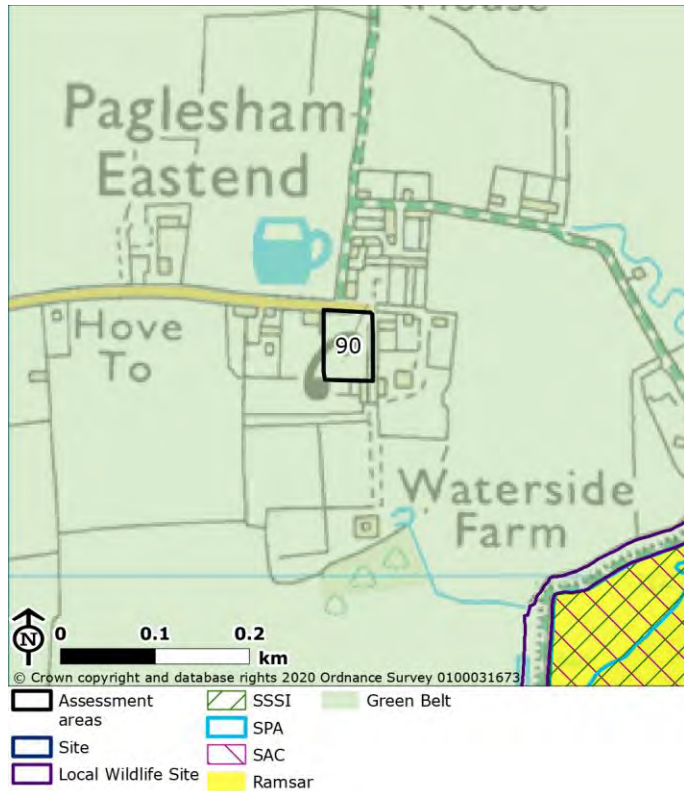 House
Paglesham
Eastend
90
Hove
To
Waterside
Farm
N
0 0.1 0.2
km
© Crown copyright and database rights 2020 Ordnance Survey 0100031673
Assessment
areas
Site
Local Wildlife Site
SSSI
SPA
SAC
Ramsar
Green Belt